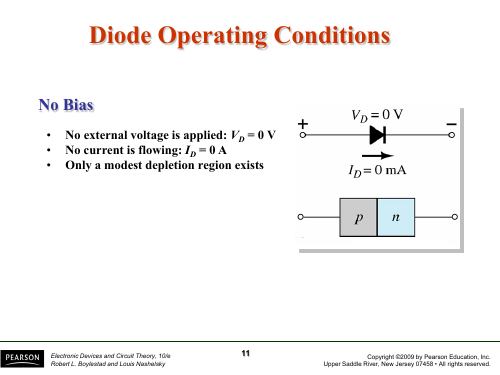 Diode Operating Conditions
No Bias
• No external voltage is applied: V_D = 0 V
• No current is flowing: I_D = 0 A
• Only a modest depletion region exists
V_D = 0 V
+ −
I_D = 0 mA
p n
PEARSON
Electronic Devices and Circuit Theory, 10/e
Robert L. Boylestad and Louis Nashelsky
11
Copyright ©2009 by Pearson Education, Inc.
Upper Saddle River, New Jersey 07458 • All rights reserved.